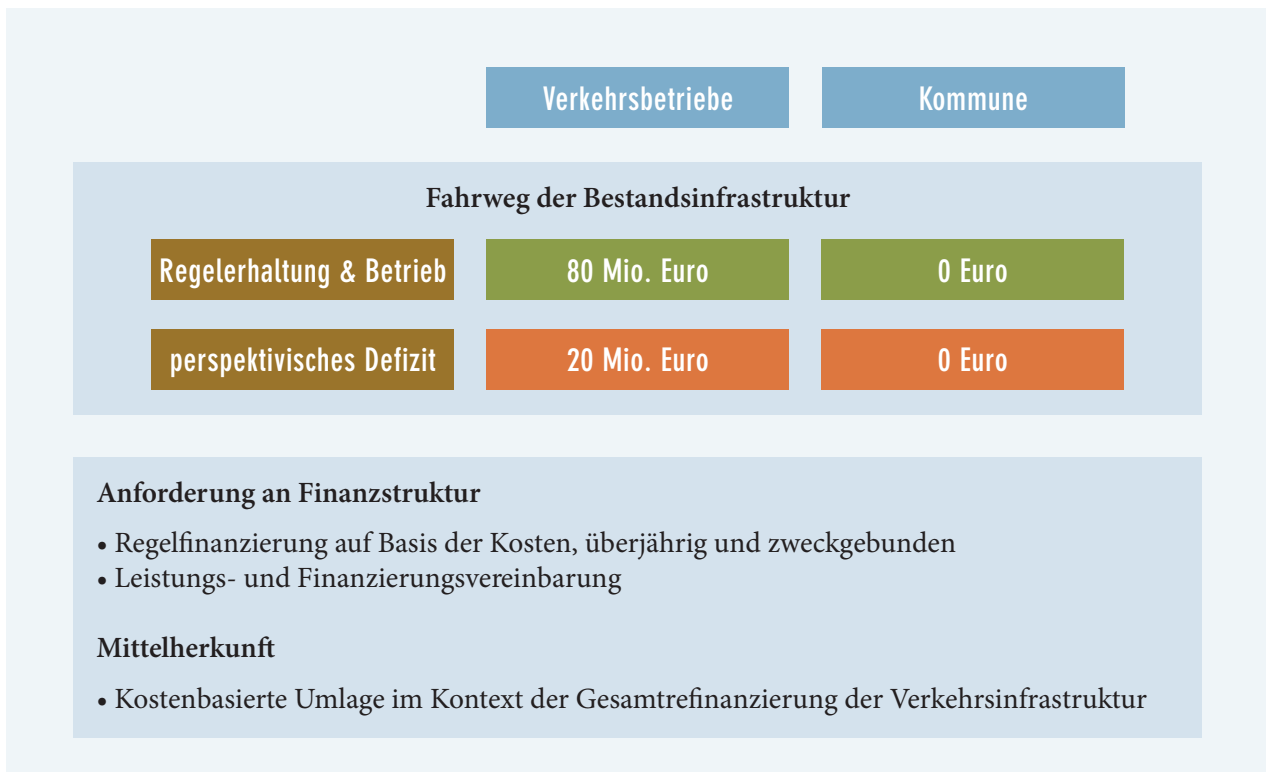 Verkehrsbetriebe Kommune
Fahrweg der Bestandsinfrastruktur
Regelerhaltung & Betrieb 80 Mio. Euro 0 Euro
perspektivisches Defizit 20 Mio. Euro 0 Euro
Anforderung an Finanzstruktur
• Regelfinanzierung auf Basis der Kosten, überjährig und zweckgebunden
• Leistungs- und Finanzierungsvereinbarung
Mittelherkunft
• Kostenbasierte Umlage im Kontext der Gesamtrefinanzierung der Verkehrsinfrastruktur